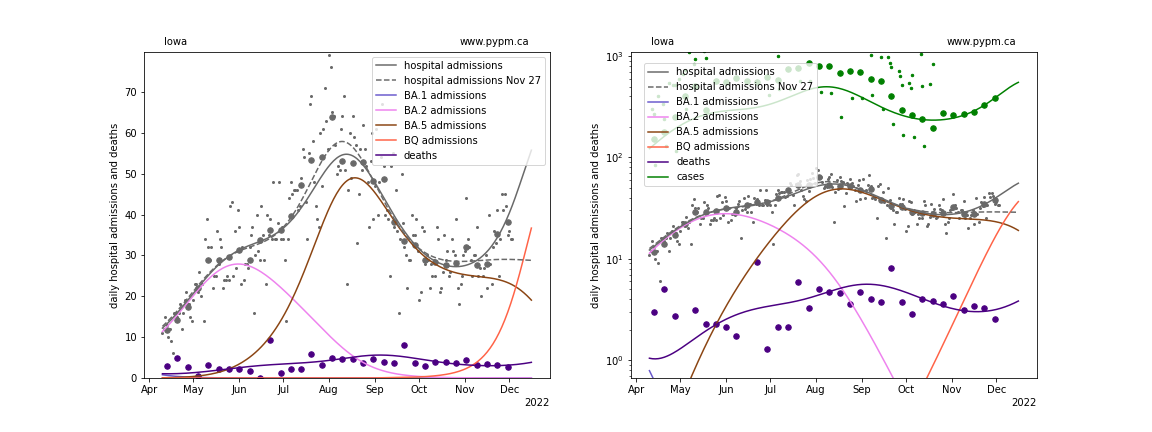 Iowa
www.pypm.ca
daily hospital admissions and deaths
70
60
50
40
30
20
10
0
hospital admissions
hospital admissions Nov 27
BA.1 admissions
BA.2 admissions
BA.5 admissions
BQ admissions
deaths
Apr May Jun Jul Aug Sep Oct Nov Dec
2022
Iowa
www.pypm.ca
daily hospital admissions and deaths
10³
10²
10¹
10⁰
hospital admissions
hospital admissions Nov 27
BA.1 admissions
BA.2 admissions
BA.5 admissions
BQ admissions
deaths
cases
Apr May Jun Jul Aug Sep Oct Nov Dec
2022